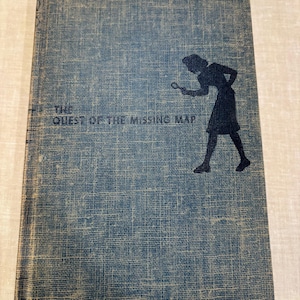 THE
QUEST OF THE MISSING MAP